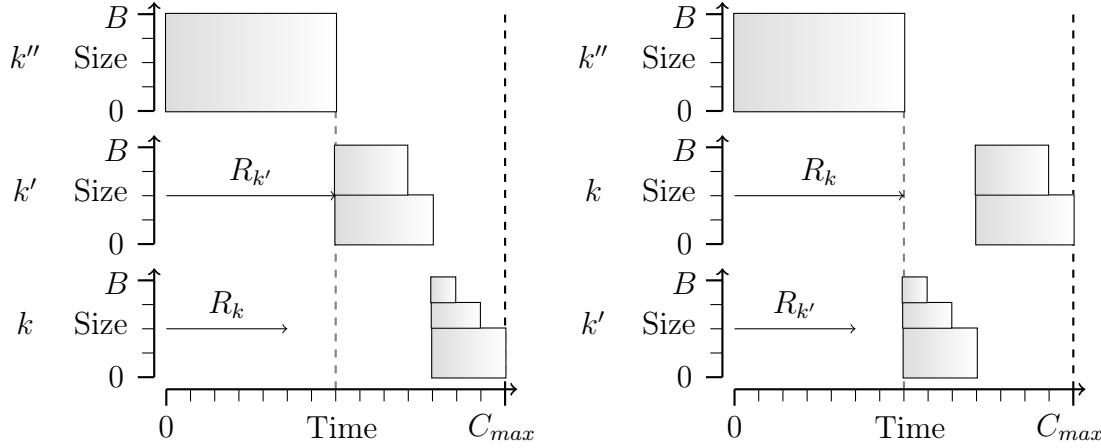 B
k'' Size
0
B
R_{k'}
k' Size
0
B
R_k
k Size
0
0 Time C_{max}
B
k'' Size
0
B
R_k
k Size
0
B
R_{k'}
k' Size
0
0 Time C_{max}